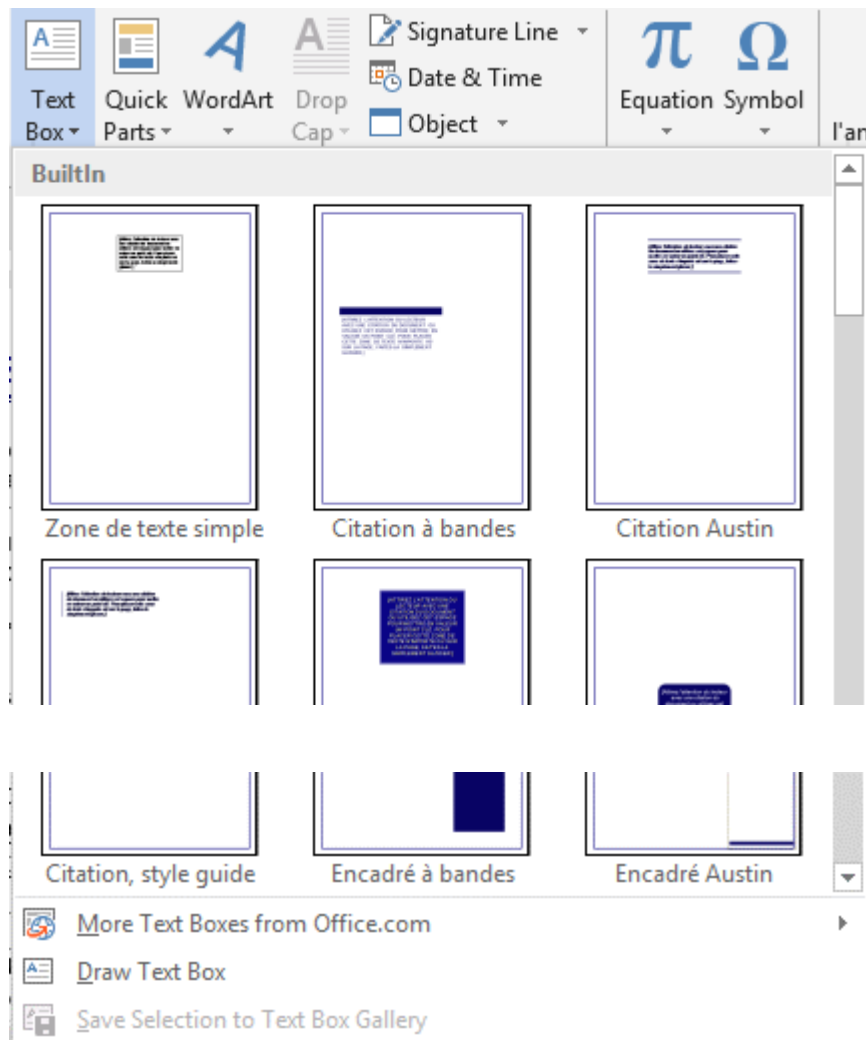 Signature Line
Date & Time
Object
Text Box
Quick Parts
WordArt
Drop Cap
Equation
Symbol
l'an
BuiltIn
Zone de texte simple
Citation à bandes
Citation Austin
Citation, style guide
Encadré à bandes
Encadré Austin
More Text Boxes from Office.com
Draw Text Box
Save Selection to Text Box Gallery